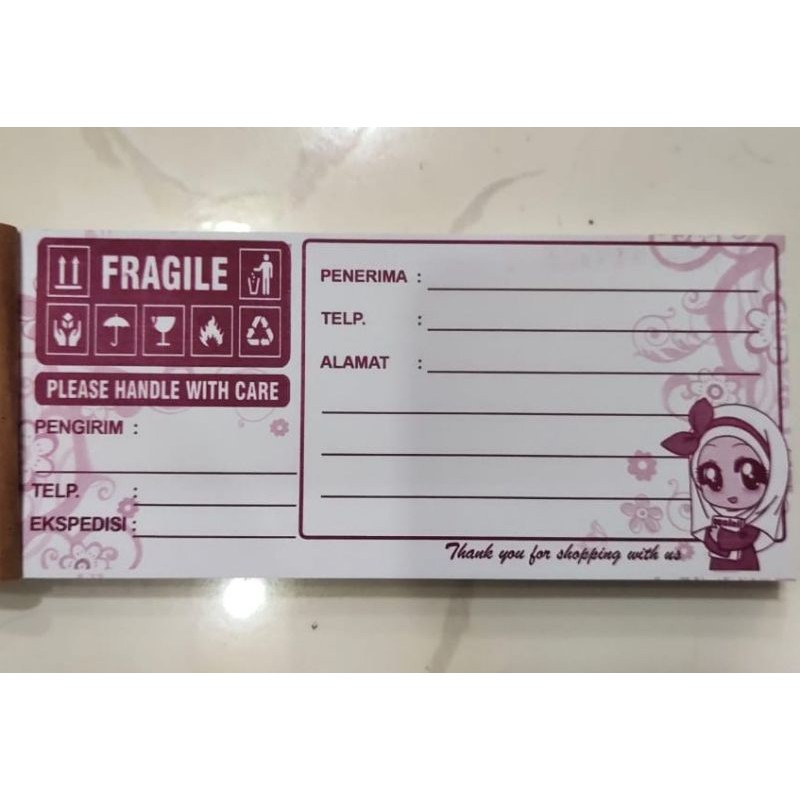 FRAGILE
PLEASE HANDLE WITH CARE
PENGIRIM :
TELP. :
EKSPEDISI :
PENERIMA :
TELP. :
ALAMAT :
Thank you for shopping with us